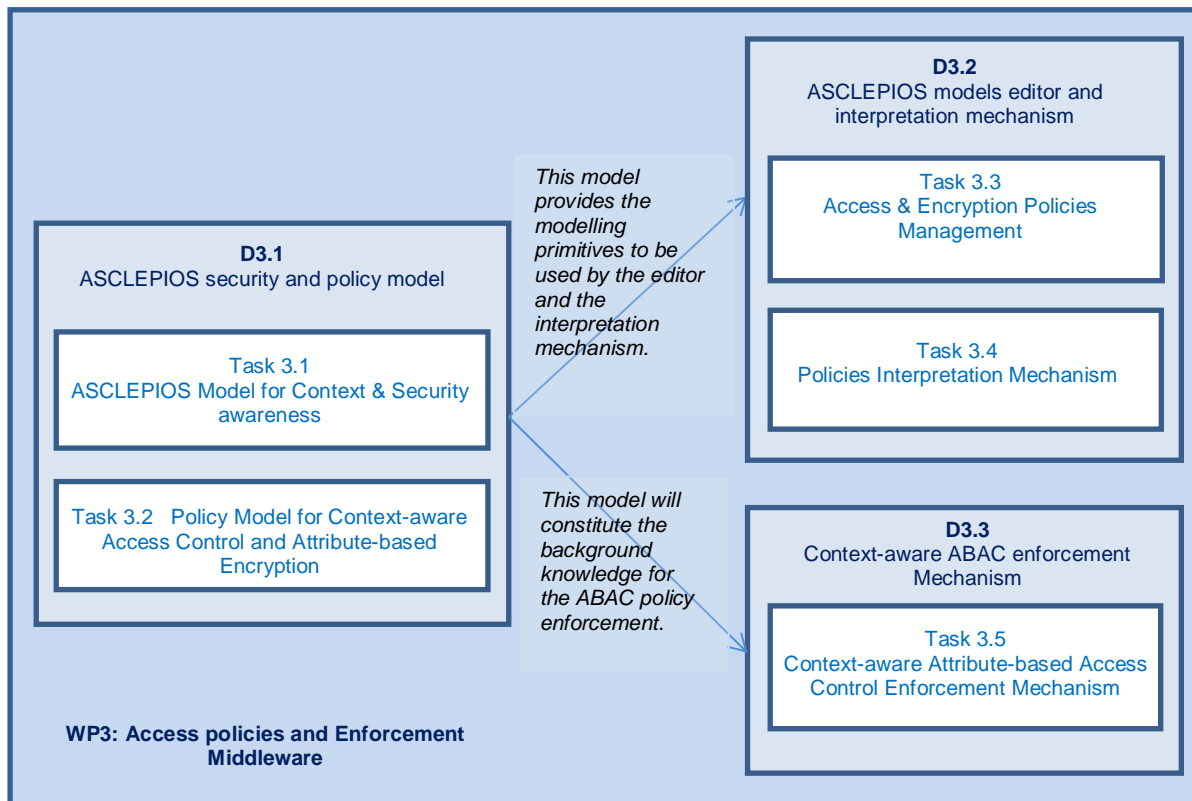 D3.1
ASCLEPIOS security and policy model
Task 3.1
ASCLEPIOS Model for Context & Security
awareness
Task 3.2 Policy Model for Context-aware
Access Control and Attribute-based
Encryption
WP3: Access policies and Enforcement
Middleware
This model
provides the
modelling
primitives to be
used by the editor
and the
interpretation
mechanism.
This model will
constitute the
background
knowledge for
the ABAC policy
enforcement.
D3.2
ASCLEPIOS models editor and
interpretation mechanism
Task 3.3
Access & Encryption Policies
Management
Task 3.4
Policies Interpretation Mechanism
D3.3
Context-aware ABAC enforcement
Mechanism
Task 3.5
Context-aware Attribute-based Access
Control Enforcement Mechanism